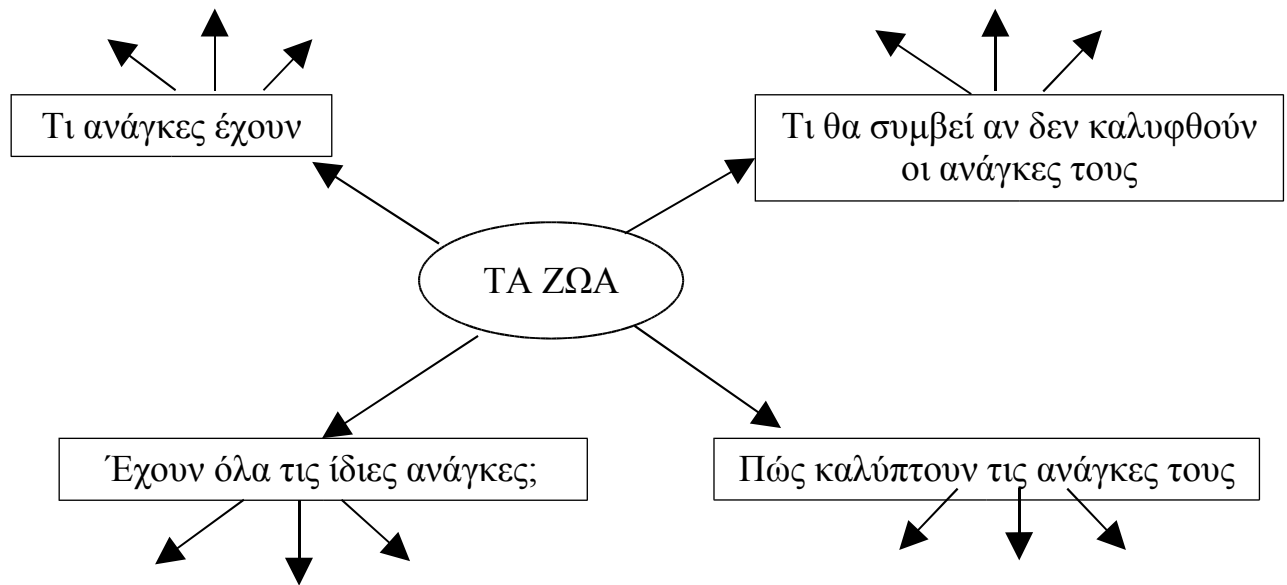 Τι ανάγκες έχουν
Τι θα συμβεί αν δεν καλυφθούν
οι ανάγκες τους
ΤΑ ΖΩΑ
Έχουν όλα τις ίδιες ανάγκες;
Πώς καλύπτουν τις ανάγκες τους